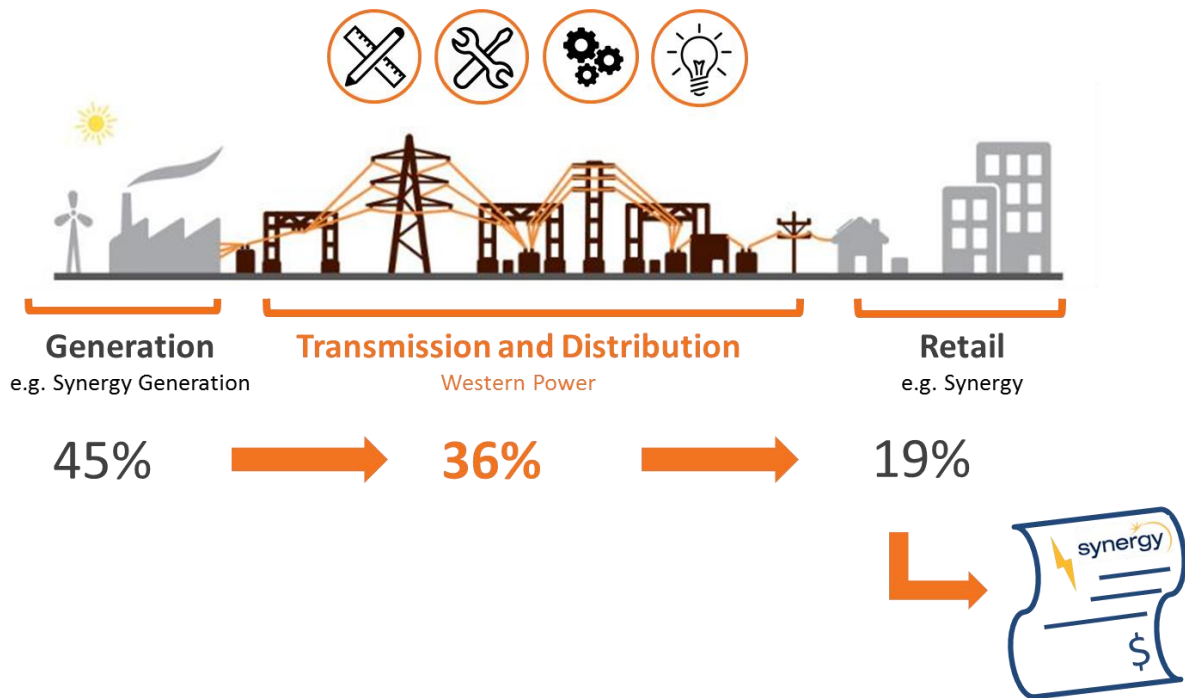 Generation
e.g. Synergy Generation
Transmission and Distribution
Western Power
Retail
e.g. Synergy
45%
36%
19%
synergy
$